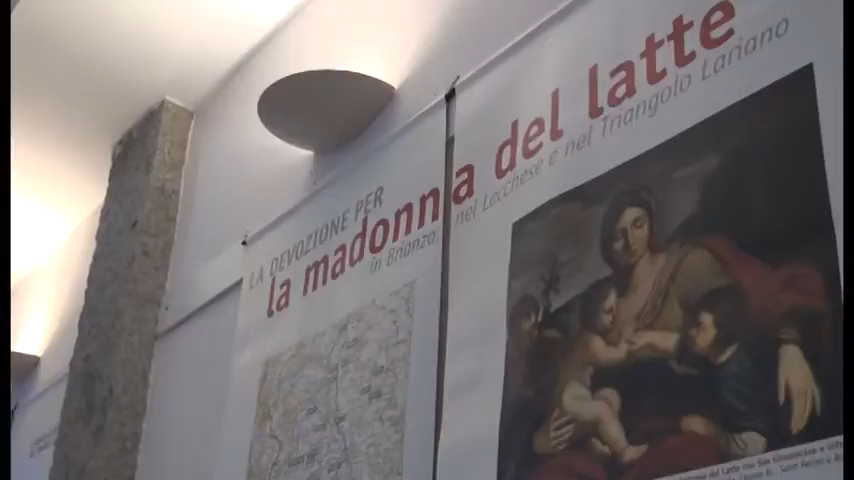 LA DEVOZIONE PER
la madonna del latte
in Brianza, nel Lecchese e nel Triangolo Lariano